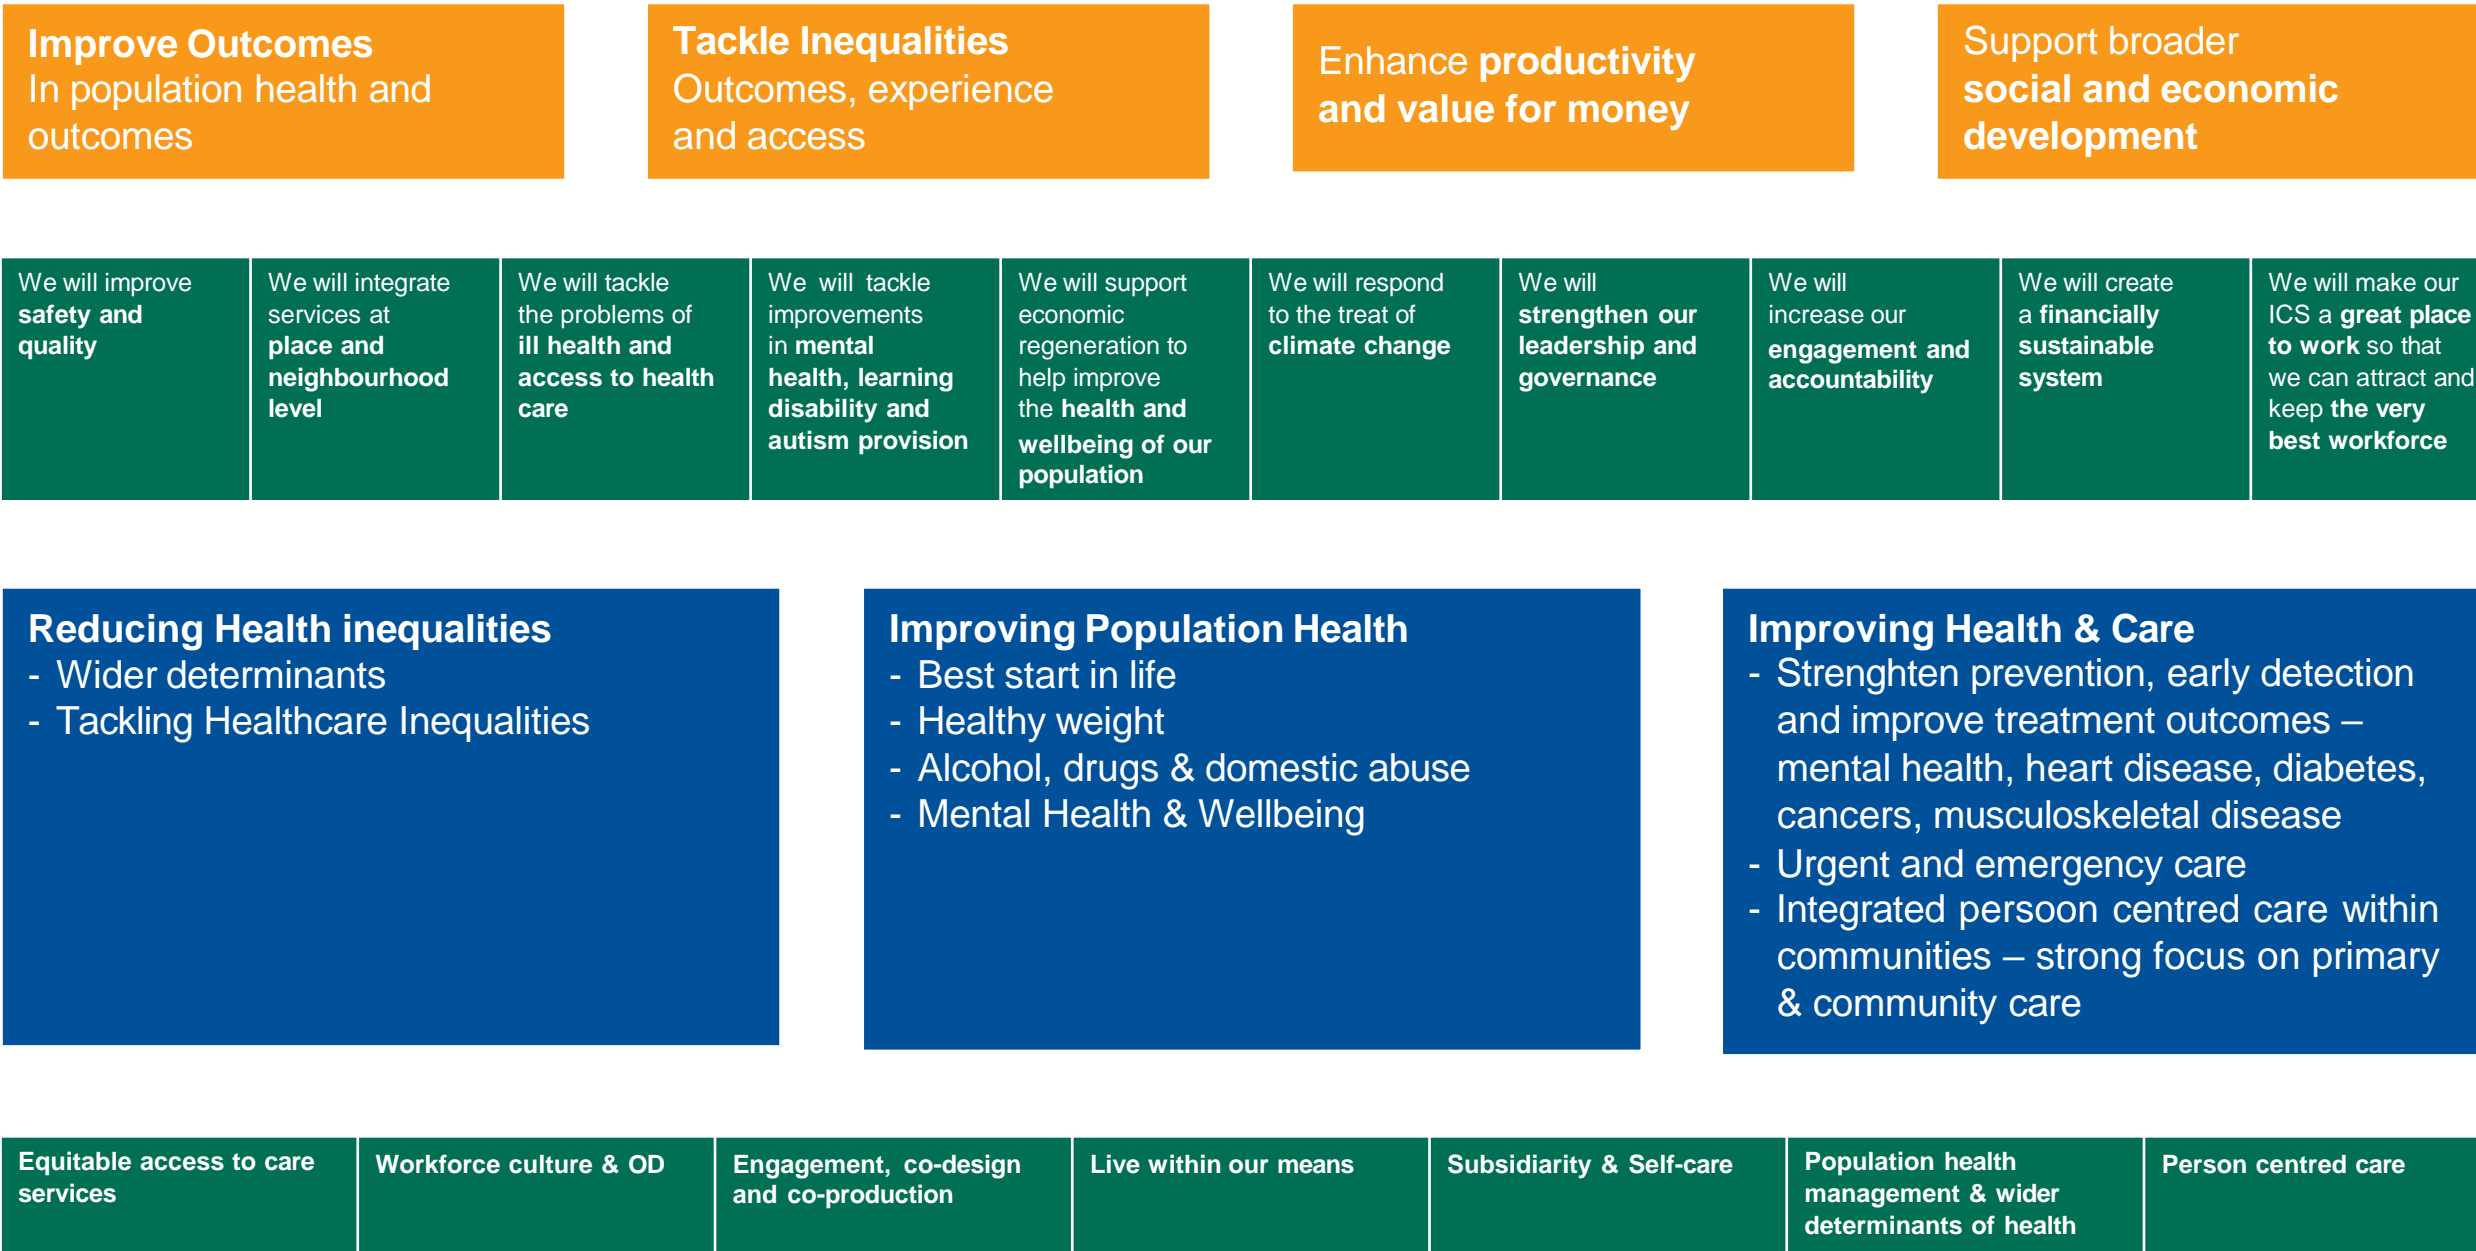 Improve Outcomes
In population health and
outcomes
Tackle Inequalities
Outcomes, experience
and access
Enhance productivity
and value for money
Support broader
social and economic
development
We will improve
safety and
quality
We will integrate
services at
place and
neighbourhood
level
We will tackle
the problems of
ill health and
access to health
care
We will tackle
improvements
in mental
health, learning
disability and
autism provision
We will support
economic
regeneration to
help improve
the health and
wellbeing of our
population
We will respond
to the treat of
climate change
We will
strengthen our
leadership and
governance
We will
increase our
engagement and
accountability
We will create
a financially
sustainable
system
We will make our
ICS a great place
to work so that
we can attract and
keep the very
best workforce
Reducing Health inequalities
- Wider determinants
- Tackling Healthcare Inequalities
Improving Population Health
- Best start in life
- Healthy weight
- Alcohol, drugs & domestic abuse
- Mental Health & Wellbeing
Improving Health & Care
- Strenghten prevention, early detection
and improve treatment outcomes –
mental health, heart disease, diabetes,
cancers, musculoskeletal disease
- Urgent and emergency care
- Integrated persoon centred care within
communities – strong focus on primary
& community care
Equitable access to care
services
Workforce culture & OD
Engagement, co-design
and co-production
Live within our means
Subsidiarity & Self-care
Population health
management & wider
determinants of health
Person centred care